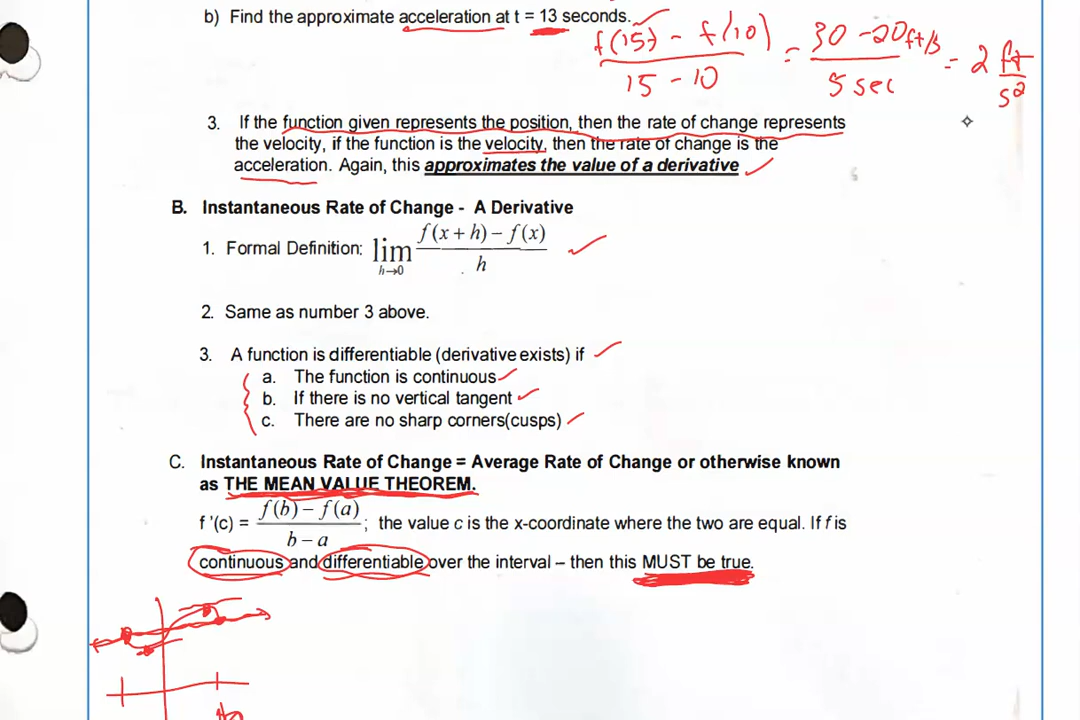 b) Find the approximate acceleration at t = 13 seconds.
f(15) - f(10) / 15 - 10 = 30 - 20 ft/s / 5 sec = 2 ft/s²
3. If the function given represents the position, then the rate of change represents
the velocity, if the function is the velocity, then the rate of change is the
acceleration. Again, this approximates the value of a derivative
B. Instantaneous Rate of Change - A Derivative
1. Formal Definition: lim h→0 f(x + h) – f(x) / h
2. Same as number 3 above.
3. A function is differentiable (derivative exists) if
a. The function is continuous
b. If there is no vertical tangent
c. There are no sharp corners(cusps)
C. Instantaneous Rate of Change = Average Rate of Change or otherwise known
as THE MEAN VALUE THEOREM.
f '(c) = f(b) – f(a) / b – a ; the value c is the x-coordinate where the two are equal. If f is
continuous and differentiable over the interval – then this MUST be true.